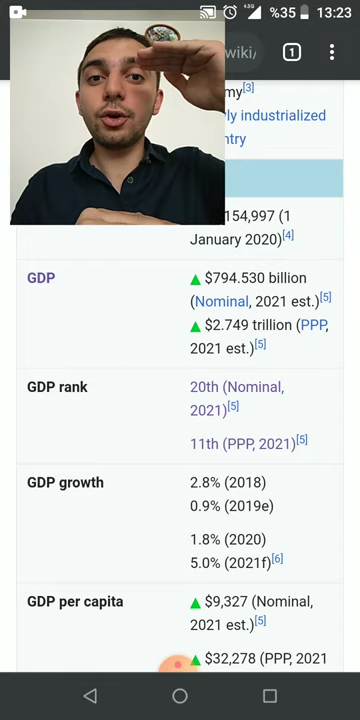 4.5G %35 13:23
wiki/ 1
my[3]
ly industrialized
ntry
154,997 (1
January 2020)[4]
GDP
▲ $794.530 billion
(Nominal, 2021 est.)[5]
▲ $2.749 trillion (PPP,
2021 est.)[5]
GDP rank
20th (Nominal,
2021)[5]
11th (PPP, 2021)[5]
GDP growth
2.8% (2018)
0.9% (2019e)
1.8% (2020)
5.0% (2021f)[6]
GDP per capita
▲ $9,327 (Nominal,
2021 est.)[5]
▲ $32,278 (PPP, 2021